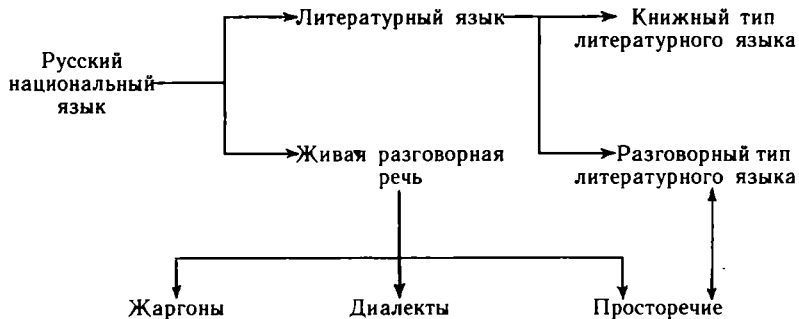 Русский
национальный
язык
Литературный язык
Книжный тип
литературного языка
Живая разговорная
речь
Разговорный тип
литературного языка
Жаргоны
Диалекты
Просторечие